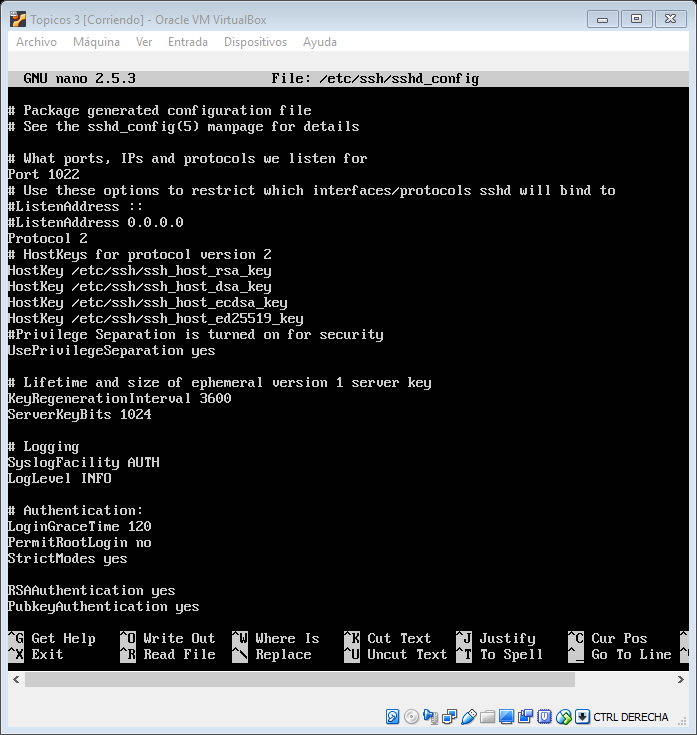 Topicos 3 [Corriendo] - Oracle VM VirtualBox
Archivo Máquina Ver Entrada Dispositivos Ayuda
GNU nano 2.5.3 File: /etc/ssh/sshd_config
# Package generated configuration file
# See the sshd_config(5) manpage for details
# What ports, IPs and protocols we listen for
Port 1022
# Use these options to restrict which interfaces/protocols sshd will bind to
#ListenAddress ::
#ListenAddress 0.0.0.0
Protocol 2
# HostKeys for protocol version 2
HostKey /etc/ssh/ssh_host_rsa_key
HostKey /etc/ssh/ssh_host_dsa_key
HostKey /etc/ssh/ssh_host_ecdsa_key
HostKey /etc/ssh/ssh_host_ed25519_key
#Privilege Separation is turned on for security
UsePrivilegeSeparation yes
# Lifetime and size of ephemeral version 1 server key
KeyRegenerationInterval 3600
ServerKeyBits 1024
# Logging
SyslogFacility AUTH
LogLevel INFO
# Authentication:
LoginGraceTime 120
PermitRootLogin no
StrictModes yes
RSAAuthentication yes
PubkeyAuthentication yes
^G Get Help ^O Write Out ^W Where Is ^K Cut Text ^J Justify ^C Cur Pos ^
^X Exit ^R Read File ^\ Replace ^U Uncut Text ^T To Spell ^_ Go To Line
CTRL DERECHA